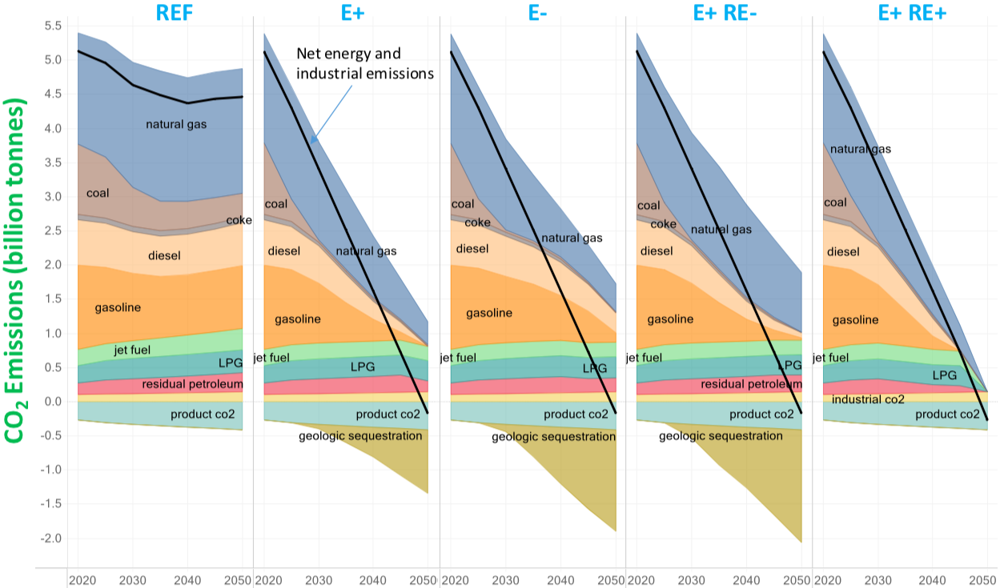 REF E+ E- E+ RE- E+ RE+
CO2 Emissions (billion tonnes)
5.5
5.0
4.5
4.0
3.5
3.0
2.5
2.0
1.5
1.0
0.5
0.0
-0.5
-1.0
-1.5
-2.0
natural gas
coal
coke
diesel
gasoline
jet fuel
LPG
residual petroleum
product co2
2020 2030 2040 2050
Net energy and
industrial emissions
coal
natural gas
diesel
gasoline
jet fuel
LPG
product co2
geologic sequestration
2020 2030 2040 2050
coal
coke
natural gas
diesel
gasoline
jet fuel
LPG
product co2
geologic sequestration
2020 2030 2040 2050
coal
coke
natural gas
diesel
gasoline
jet fuel
LPG
residual petroleum
product co2
geologic sequestration
2020 2030 2040 2050
natural gas
coal
diesel
gasoline
jet fuel
LPG
industrial co2
product co2
2020 2030 2040 2050